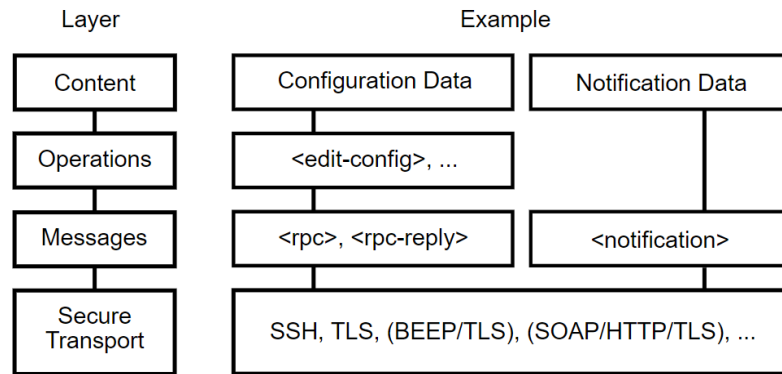 Layer Example
Content Configuration Data Notification Data
Operations <edit-config>, ...
Messages <rpc>, <rpc-reply> <notification>
Secure
Transport
SSH, TLS, (BEEP/TLS), (SOAP/HTTP/TLS), ...